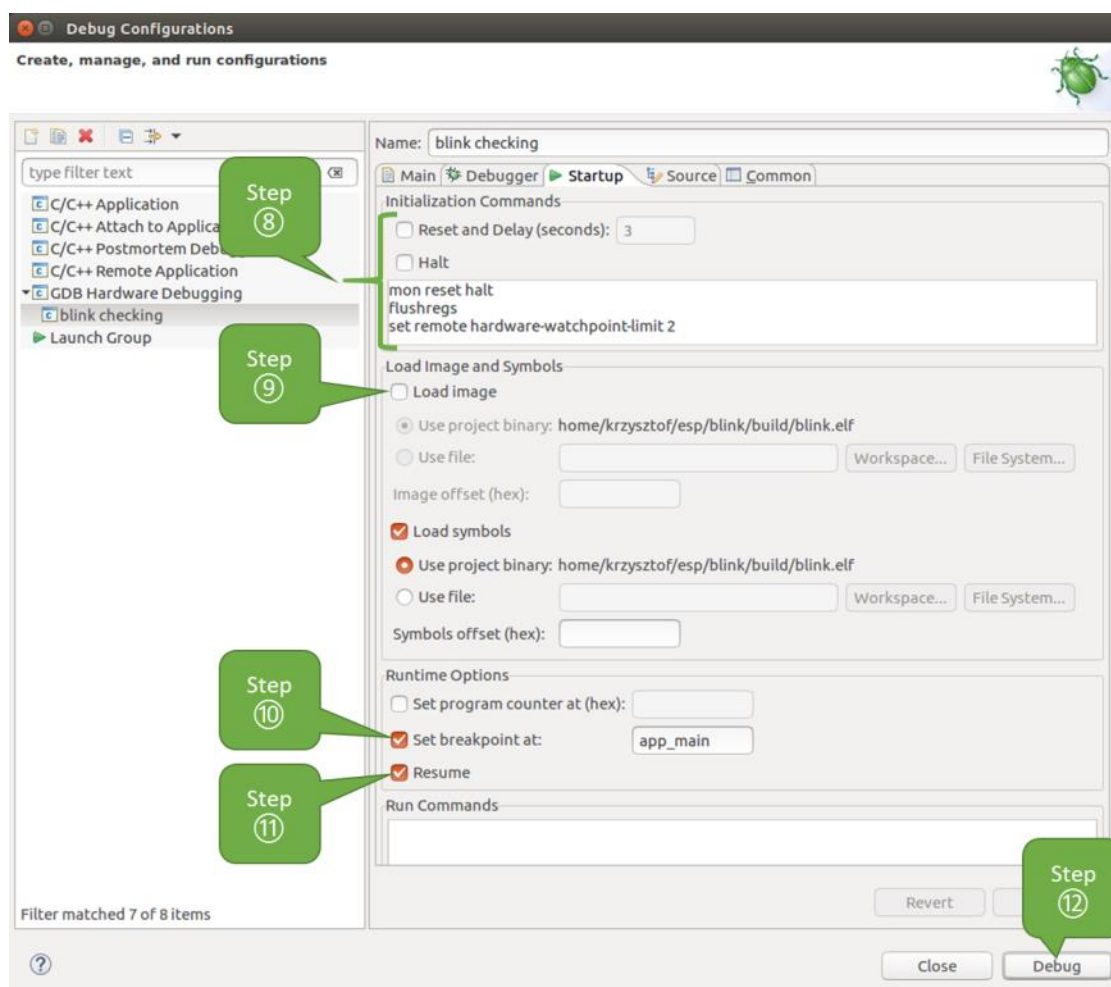 Debug Configurations
Create, manage, and run configurations
type filter text
C/C++ Application
C/C++ Attach to Applica
C/C++ Postmortem Deb
C/C++ Remote Application
GDB Hardware Debugging
blink checking
Launch Group
Filter matched 7 of 8 items
Step
⑧
Step
⑨
Step
⑩
Step
⑪
Name: blink checking
Main Debugger Startup Source Common
Initialization Commands
Reset and Delay (seconds): 3
Halt
mon reset halt
flushregs
set remote hardware-watchpoint-limit 2
Load Image and Symbols
Load image
Use project binary: home/krzysztof/esp/blink/build/blink.elf
Use file: Workspace... File System...
Image offset (hex):
Load symbols
Use project binary: home/krzysztof/esp/blink/build/blink.elf
Use file: Workspace... File System...
Symbols offset (hex):
Runtime Options
Set program counter at (hex):
Set breakpoint at: app_main
Resume
Run Commands
Step
⑫
Revert
? Close Debug